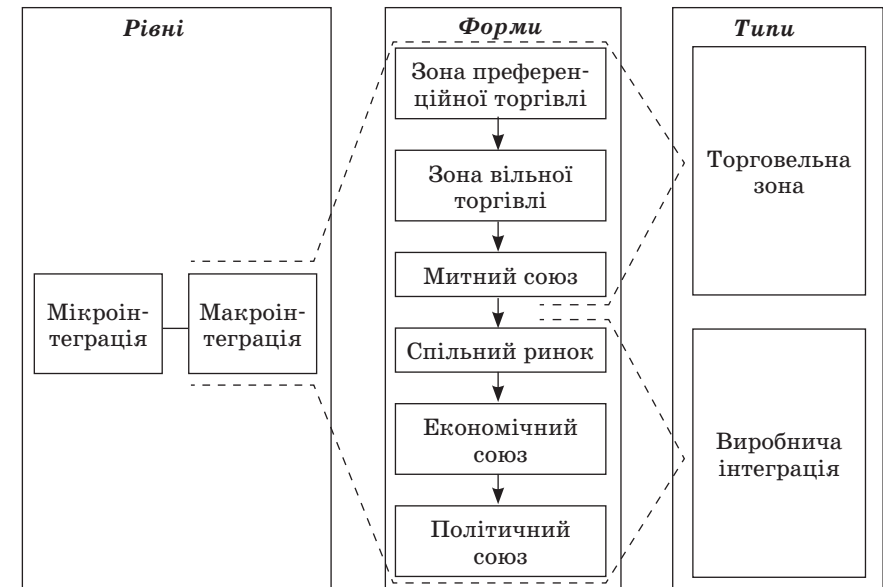 Рівні
Мікроін-
теграція
Макроін-
теграція
Форми
Зона преферен-
ційної торгівлі
Зона вільної
торгівлі
Митний союз
Спільний ринок
Економічний
союз
Політичний
союз
Типи
Торговельна
зона
Виробнича
інтеграція